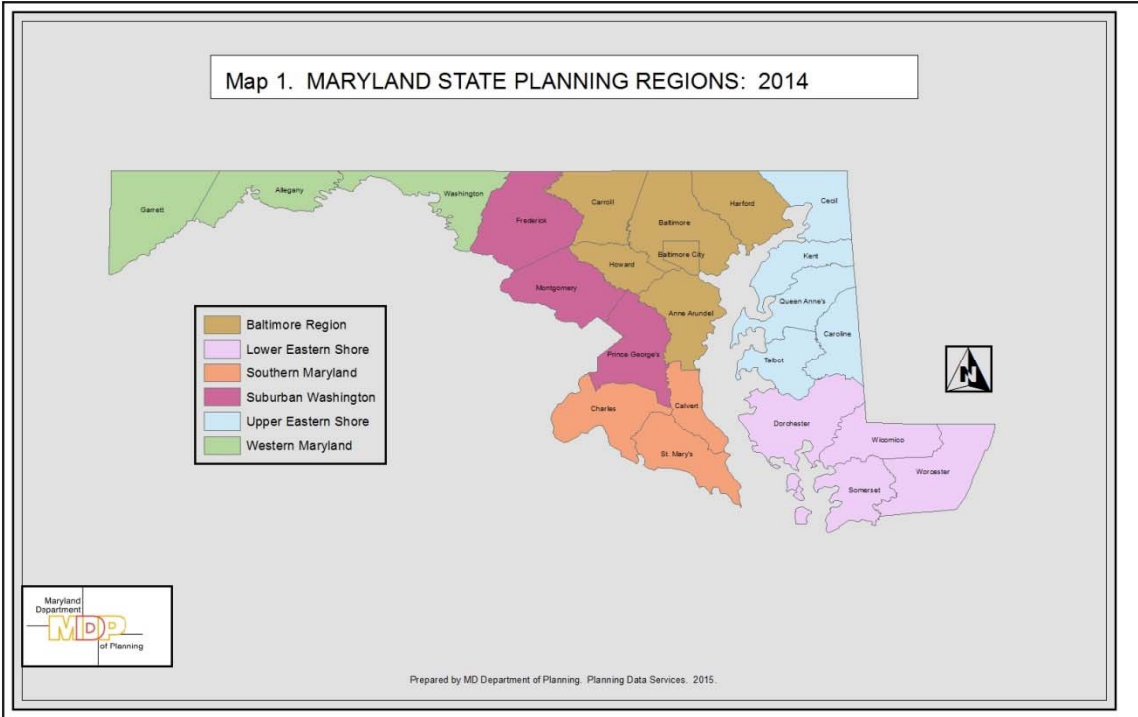 Map 1. MARYLAND STATE PLANNING REGIONS: 2014
Garrett
Allegany
Washington
Frederick
Carroll
Baltimore
Harford
Cecil
Baltimore City
Howard
Kent
Montgomery
Queen Anne's
Anne Arundel
Caroline
Prince George's
Talbot
Charles
Calvert
Dorchester
Wicomico
St. Mary's
Worcester
Somerset
Baltimore Region
Lower Eastern Shore
Southern Maryland
Suburban Washington
Upper Eastern Shore
Western Maryland
N
Maryland
Department
MDP
of Planning
Prepared by MD Department of Planning. Planning Data Services. 2015.